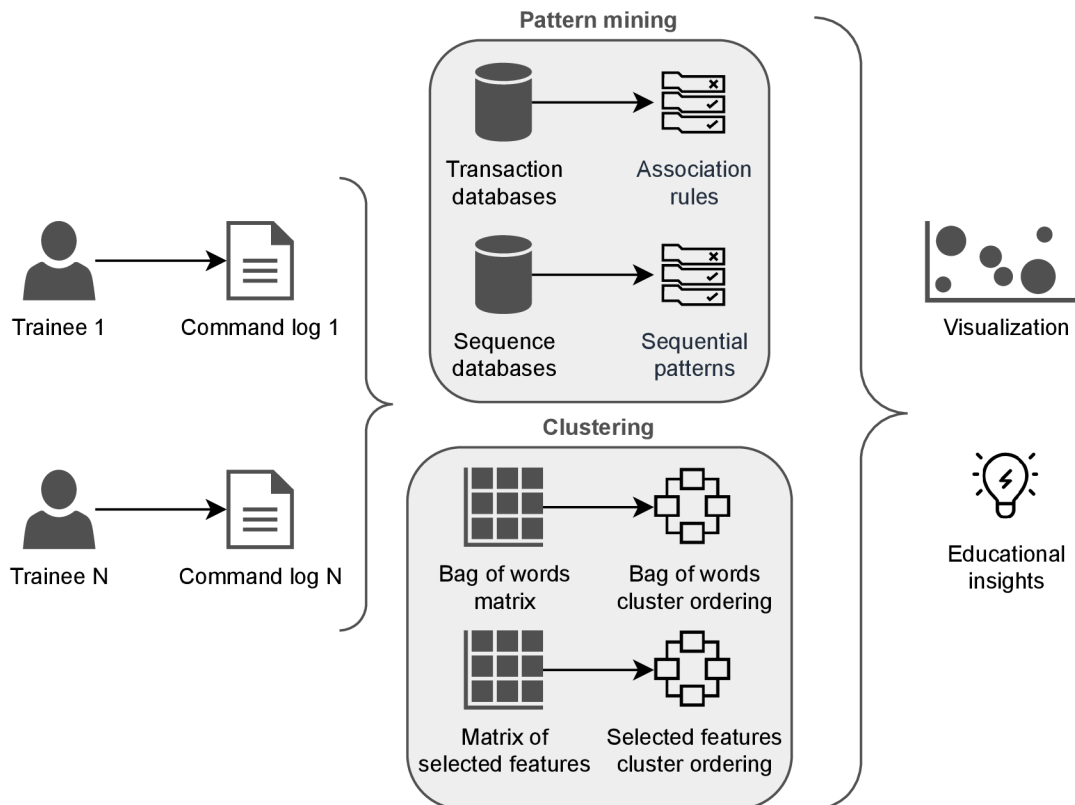 Pattern mining
Transaction
databases
Association
rules
Sequence
databases
Sequential
patterns
Trainee 1
Command log 1
Trainee N
Command log N
Clustering
Bag of words
matrix
Bag of words
cluster ordering
Matrix of
selected features
Selected features
cluster ordering
Visualization
Educational
insights